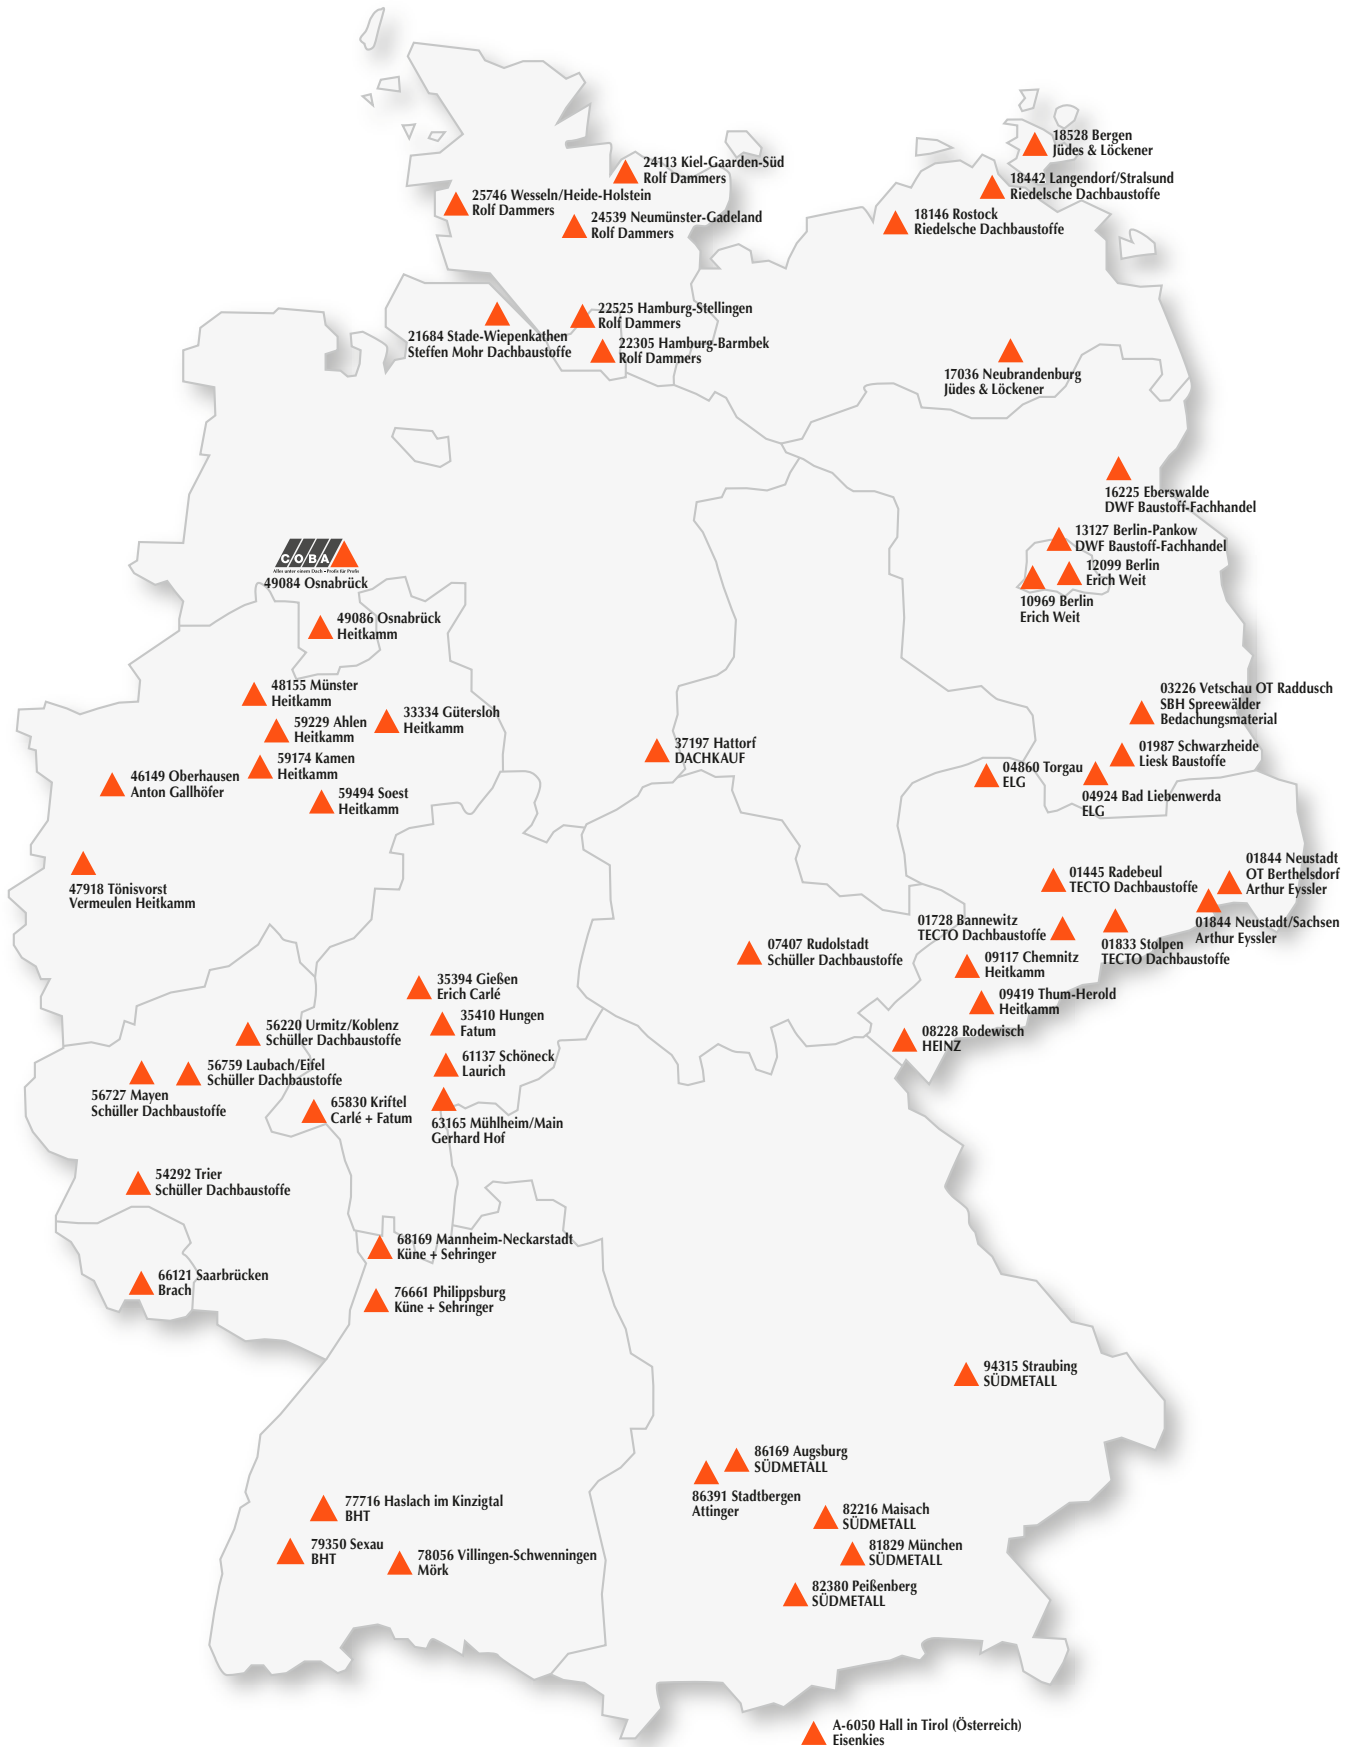 18528 Bergen
Jüdes & Löckener
24113 Kiel-Gaarden-Süd
Rolf Dammers
18442 Langendorf/Stralsund
Riedelsche Dachbaustoffe
25746 Wesseln/Heide-Holstein
Rolf Dammers
24539 Neumünster-Gadeland
Rolf Dammers
18146 Rostock
Riedelsche Dachbaustoffe
22525 Hamburg-Stellingen
Rolf Dammers
21684 Stade-Wiepenkathen
Steffen Mohr Dachbaustoffe
22305 Hamburg-Barmbek
Rolf Dammers
17036 Neubrandenburg
Jüdes & Löckener
16225 Eberswalde
DWF Baustoff-Fachhandel
13127 Berlin-Pankow
DWF Baustoff-Fachhandel
12099 Berlin
Erich Weit
10969 Berlin
Erich Weit
COBA
Alles unter einem Dach • Profis für Profis
49084 Osnabrück
49086 Osnabrück
Heitkamm
48155 Münster
Heitkamm
59229 Ahlen
Heitkamm
33334 Gütersloh
Heitkamm
59174 Kamen
Heitkamm
46149 Oberhausen
Anton Gallhöfer
59494 Soest
Heitkamm
37197 Hattorf
DACHKAUF
03226 Vetschau OT Raddusch
SBH Spreewälder
Bedachungsmaterial
01987 Schwarzheide
Liesk Baustoffe
04860 Torgau
ELG
04924 Bad Liebenwerda
ELG
47918 Tönisvorst
Vermeulen Heitkamm
01844 Neustadt
OT Berthelsdorf
Arthur Eyssler
01445 Radebeul
TECTO Dachbaustoffe
01728 Bannewitz
TECTO Dachbaustoffe
01844 Neustadt/Sachsen
Arthur Eyssler
01833 Stolpen
TECTO Dachbaustoffe
07407 Rudolstadt
Schüller Dachbaustoffe
09117 Chemnitz
Heitkamm
09419 Thum-Herold
Heitkamm
08228 Rodewisch
HEINZ
35394 Gießen
Erich Carlé
35410 Hungen
Fatum
56220 Urmitz/Koblenz
Schüller Dachbaustoffe
61137 Schöneck
Laurich
56759 Laubach/Eifel
Schüller Dachbaustoffe
56727 Mayen
Schüller Dachbaustoffe
65830 Kriftel
Carlé + Fatum
63165 Mühlheim/Main
Gerhard Hof
54292 Trier
Schüller Dachbaustoffe
68169 Mannheim-Neckarstadt
Küne + Sehringer
66121 Saarbrücken
Brach
76661 Philippsburg
Küne + Sehringer
94315 Straubing
SÜDMETALL
86169 Augsburg
SÜDMETALL
86391 Stadtbergen
Attinger
77716 Haslach im Kinzigtal
BHT
82216 Maisach
SÜDMETALL
79350 Sexau
BHT
78056 Villingen-Schwenningen
Mörk
81829 München
SÜDMETALL
82380 Peißenberg
SÜDMETALL
A-6050 Hall in Tirol (Österreich)
Eisenkies